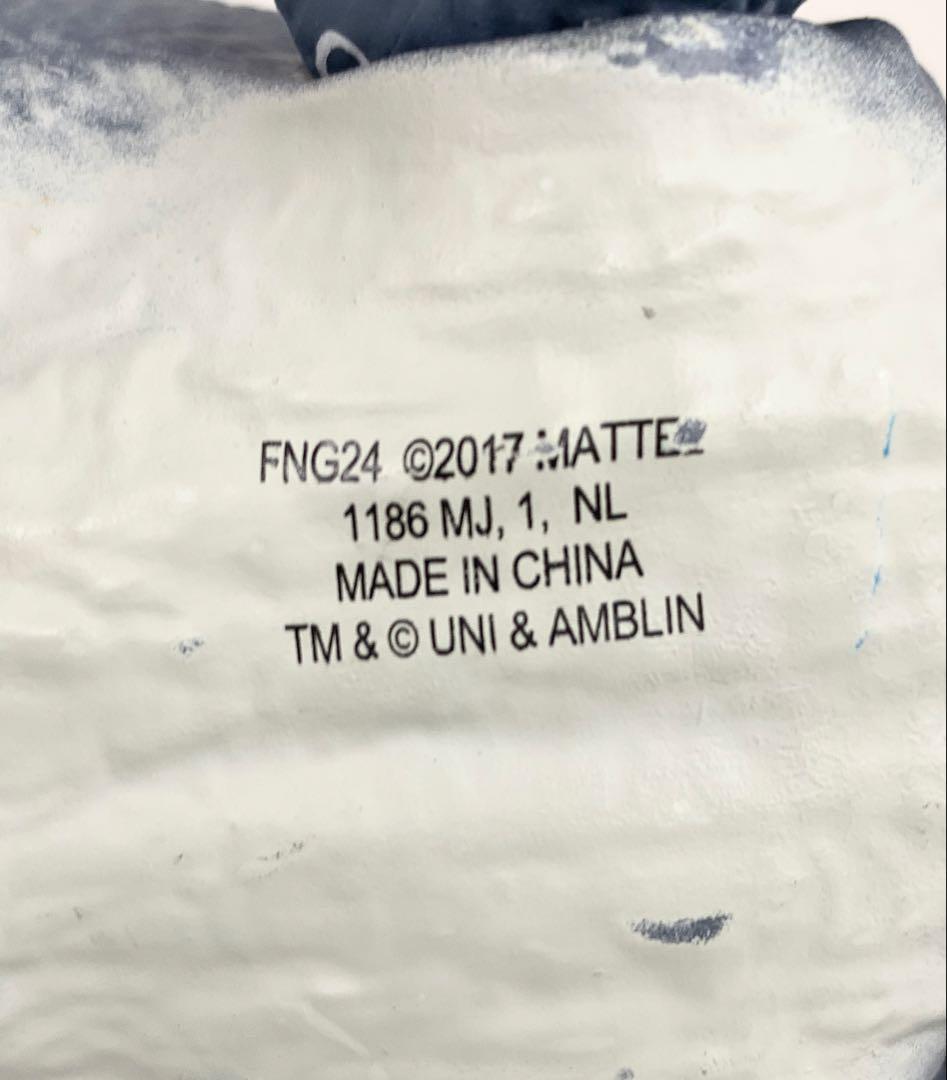 FNG24 ©2017 MATTEL
1186 MJ, 1, NL
MADE IN CHINA
TM & © UNI & AMBLIN